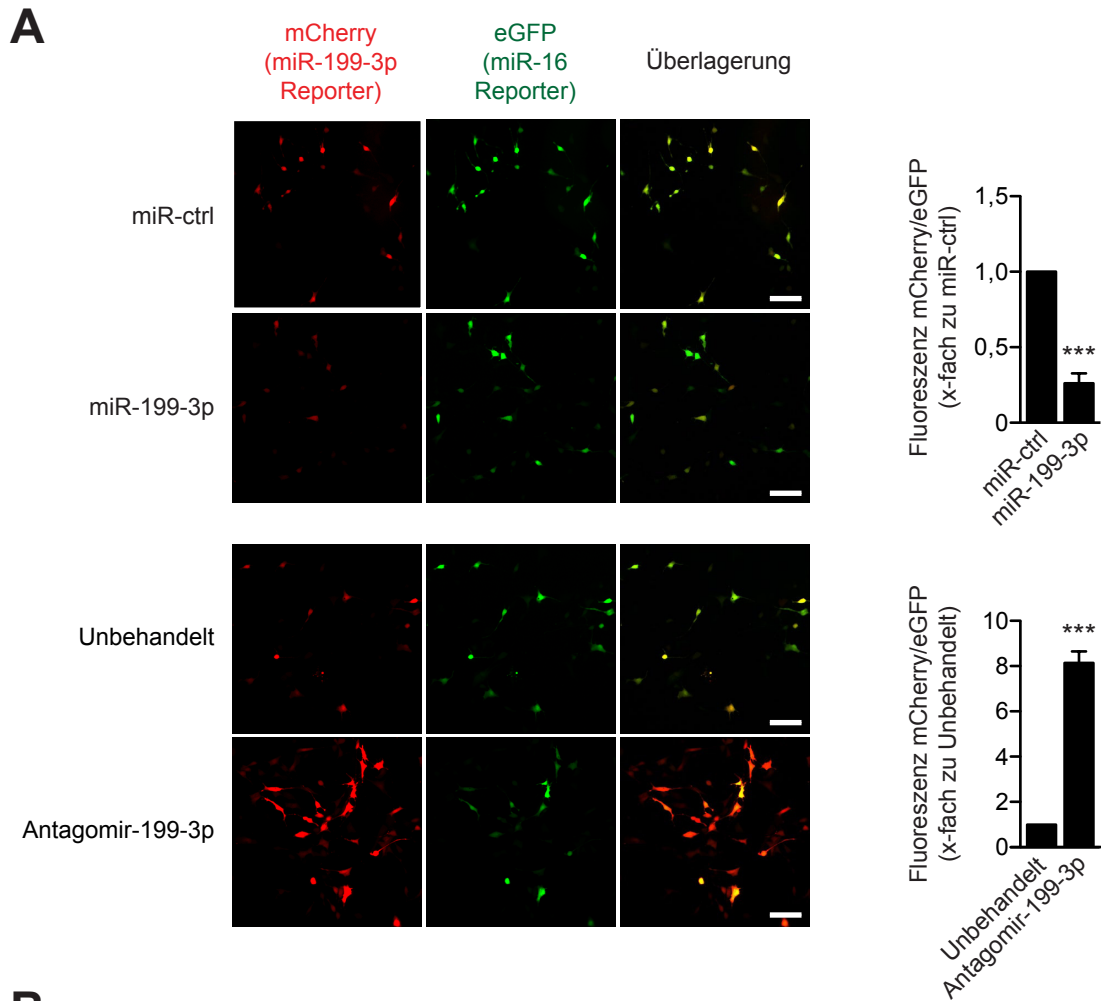 A
mCherry
(miR-199-3p
Reporter)
eGFP
(miR-16
Reporter)
Überlagerung
miR-ctrl
miR-199-3p
Fluoreszenz mCherry/eGFP
(x-fach zu miR-ctrl)
1,5
1,0
0,5
0
***
miR-ctrl
miR-199-3p
Unbehandelt
Antagomir-199-3p
Fluoreszenz mCherry/eGFP
(x-fach zu Unbehandelt)
10
8
6
4
2
0
***
Unbehandelt
Antagomir-199-3p